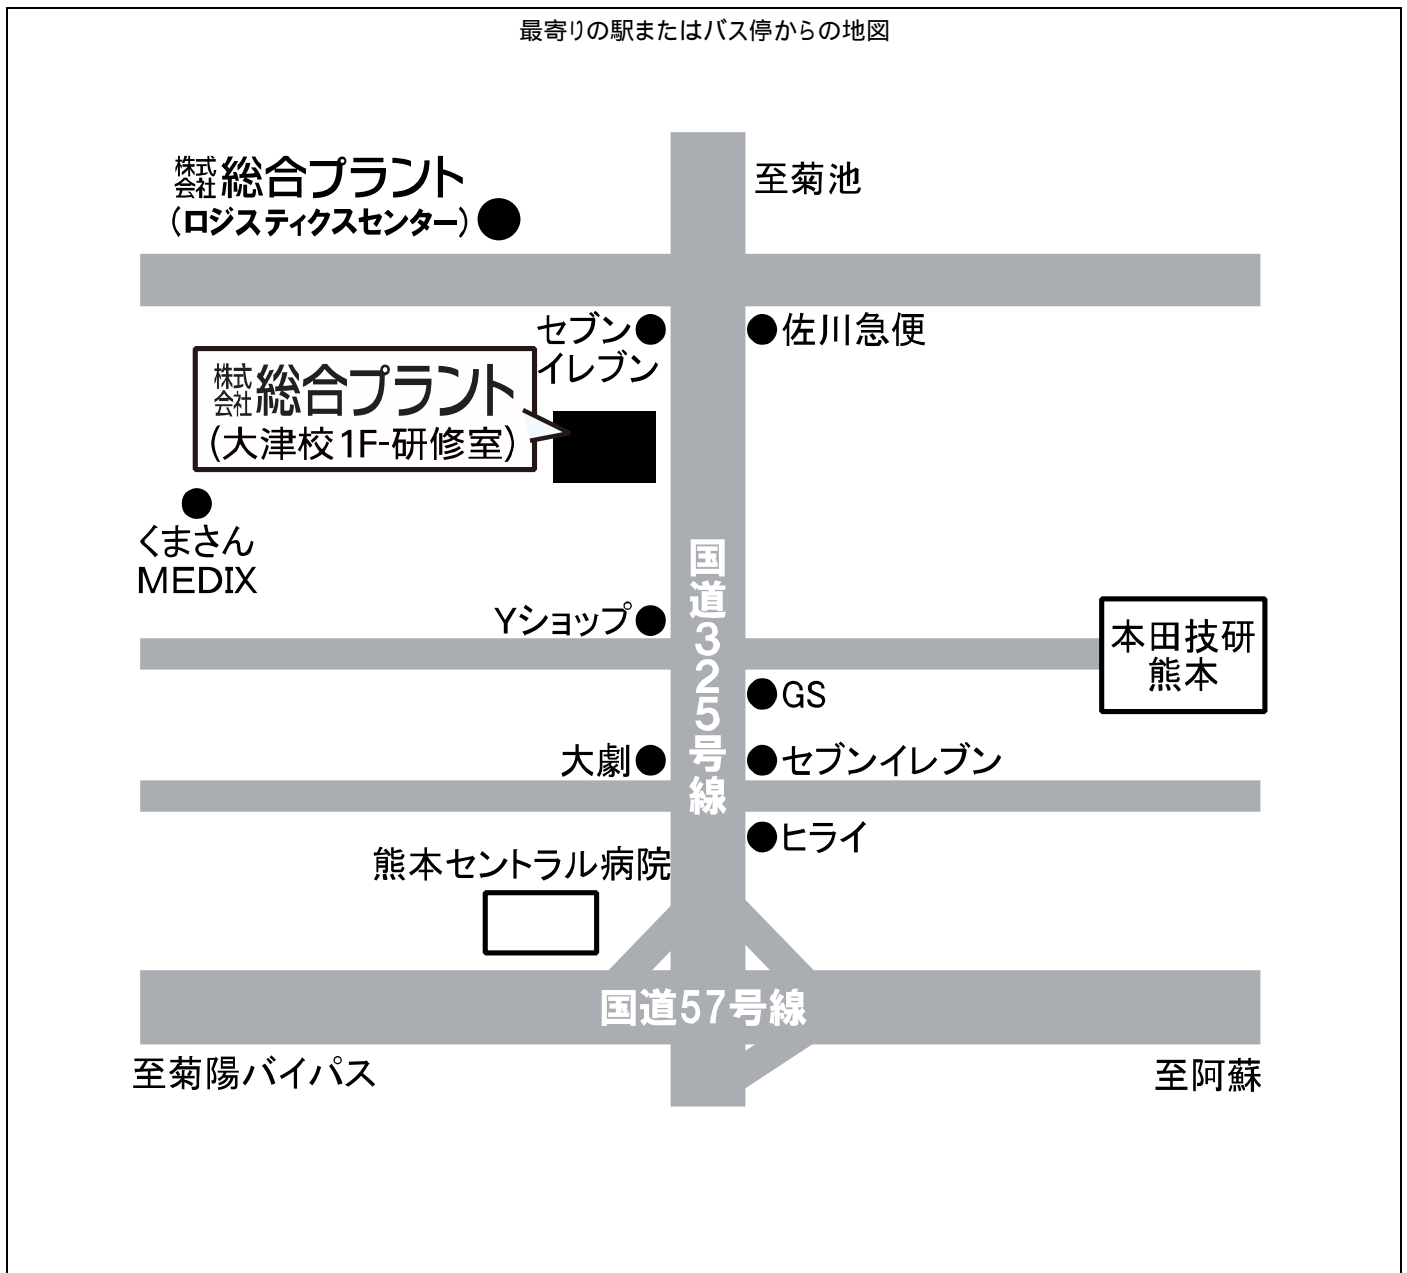 最寄りの駅またはバス停からの地図
至菊池
株式
会社 総合プラント
(ロジスティクスセンター)
セブン
イレブン
佐川急便
株式
会社 総合プラント
(大津校1F-研修室)
くまさん
MEDIX
国道325号線
Yショップ
本田技研
熊本
GS
大劇
セブンイレブン
ヒライ
熊本セントラル病院
国道57号線
至菊陽バイパス
至阿蘇